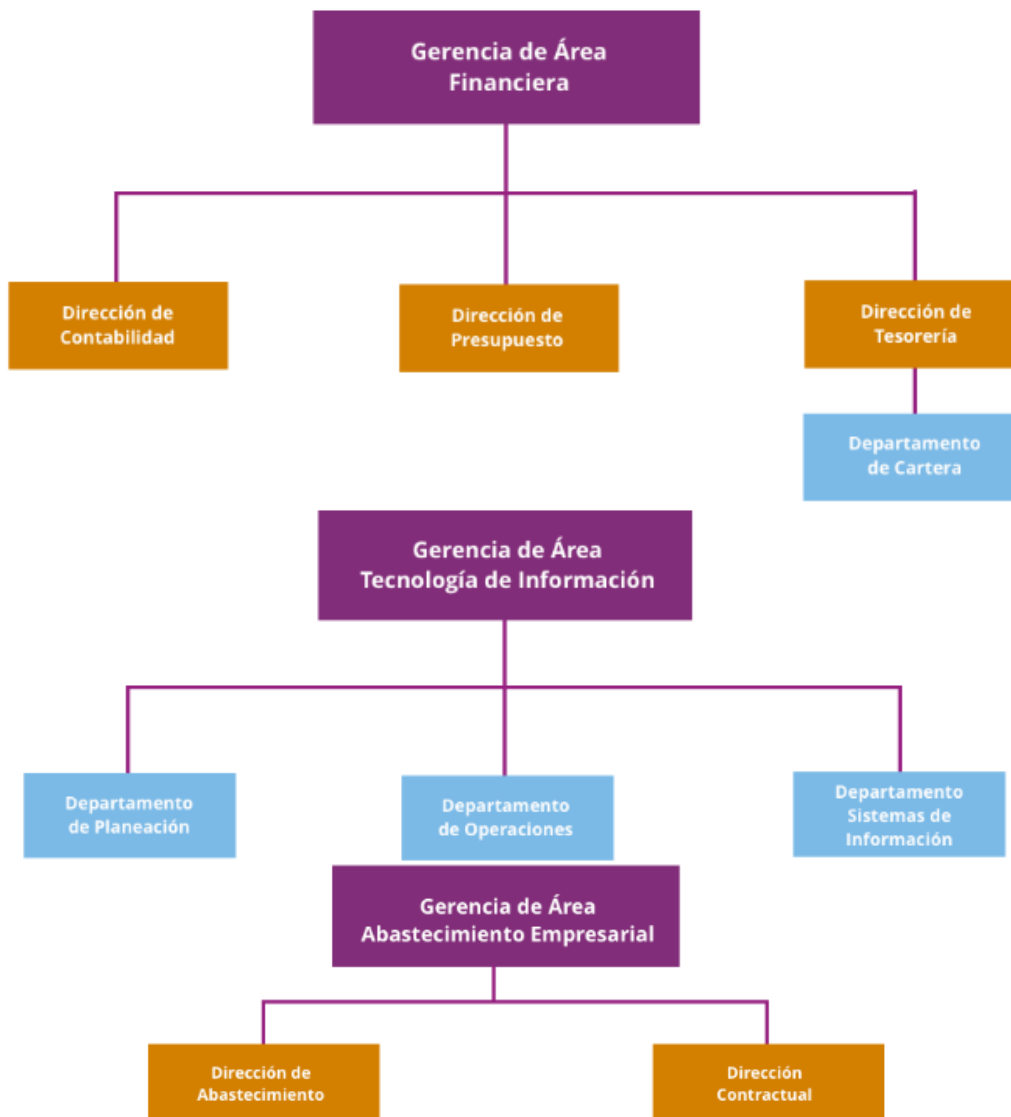 Gerencia de Área
Financiera
Dirección de
Contabilidad
Dirección de
Presupuesto
Dirección de
Tesorería
Departamento
de Cartera
Gerencia de Área
Tecnología de Información
Departamento
de Planeación
Departamento
de Operaciones
Departamento
Sistemas de
Información
Gerencia de Área
Abastecimiento Empresarial
Dirección de
Abastecimiento
Dirección
Contractual